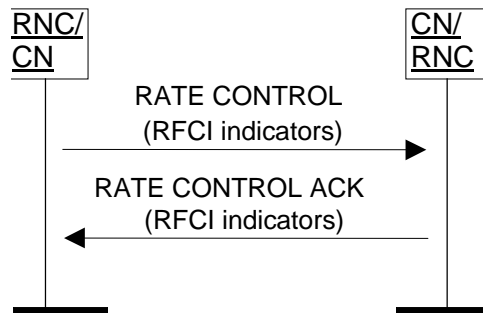 RNC/
CN
CN/
RNC
RATE CONTROL
(RFCI indicators)
RATE CONTROL ACK
(RFCI indicators)